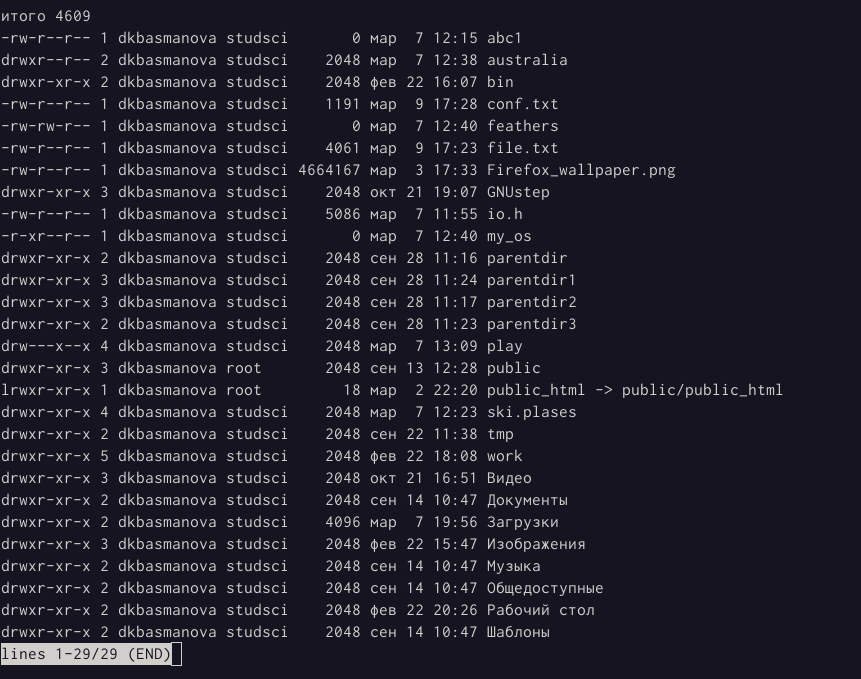 итого 4609
-rw-r--r-- 1 dkbasmanova studsci       0 мар  7 12:15 abc1
drwxr--r-- 2 dkbasmanova studsci    2048 мар  7 12:38 australia
drwxr-xr-x 2 dkbasmanova studsci    2048 фев 22 16:07 bin
-rw-r--r-- 1 dkbasmanova studsci    1191 мар  9 17:28 conf.txt
-rw-rw-r-- 1 dkbasmanova studsci       0 мар  7 12:40 feathers
-rw-r--r-- 1 dkbasmanova studsci    4061 мар  9 17:23 file.txt
-rw-r--r-- 1 dkbasmanova studsci 4664167 мар  3 17:33 Firefox_wallpaper.png
drwxr-xr-x 3 dkbasmanova studsci    2048 окт 21 19:07 GNUstep
-rw-r--r-- 1 dkbasmanova studsci    5086 мар  7 11:55 io.h
-r-xr--r-- 1 dkbasmanova studsci       0 мар  7 12:40 my_os
drwxr-xr-x 2 dkbasmanova studsci    2048 сен 28 11:16 parentdir
drwxr-xr-x 3 dkbasmanova studsci    2048 сен 28 11:24 parentdir1
drwxr-xr-x 3 dkbasmanova studsci    2048 сен 28 11:17 parentdir2
drwxr-xr-x 2 dkbasmanova studsci    2048 сен 28 11:23 parentdir3
drw---x--x 4 dkbasmanova studsci    2048 мар  7 13:09 play
drwxr-xr-x 3 dkbasmanova root       2048 сен 13 12:28 public
lrwxr-xr-x 1 dkbasmanova root         18 мар  2 22:20 public_html -> public/public_html
drwxr-xr-x 4 dkbasmanova studsci    2048 мар  7 12:23 ski.plases
drwxr-xr-x 2 dkbasmanova studsci    2048 сен 22 11:38 tmp
drwxr-xr-x 5 dkbasmanova studsci    2048 фев 22 18:08 work
drwxr-xr-x 3 dkbasmanova studsci    2048 окт 21 16:51 Видео
drwxr-xr-x 2 dkbasmanova studsci    2048 сен 14 10:47 Документы
drwxr-xr-x 2 dkbasmanova studsci    4096 мар  7 19:56 Загрузки
drwxr-xr-x 3 dkbasmanova studsci    2048 фев 22 15:47 Изображения
drwxr-xr-x 2 dkbasmanova studsci    2048 сен 14 10:47 Музыка
drwxr-xr-x 2 dkbasmanova studsci    2048 сен 14 10:47 Общедоступные
drwxr-xr-x 2 dkbasmanova studsci    2048 фев 22 20:26 Рабочий стол
drwxr-xr-x 2 dkbasmanova studsci    2048 сен 14 10:47 Шаблоны
lines 1-29/29 (END)